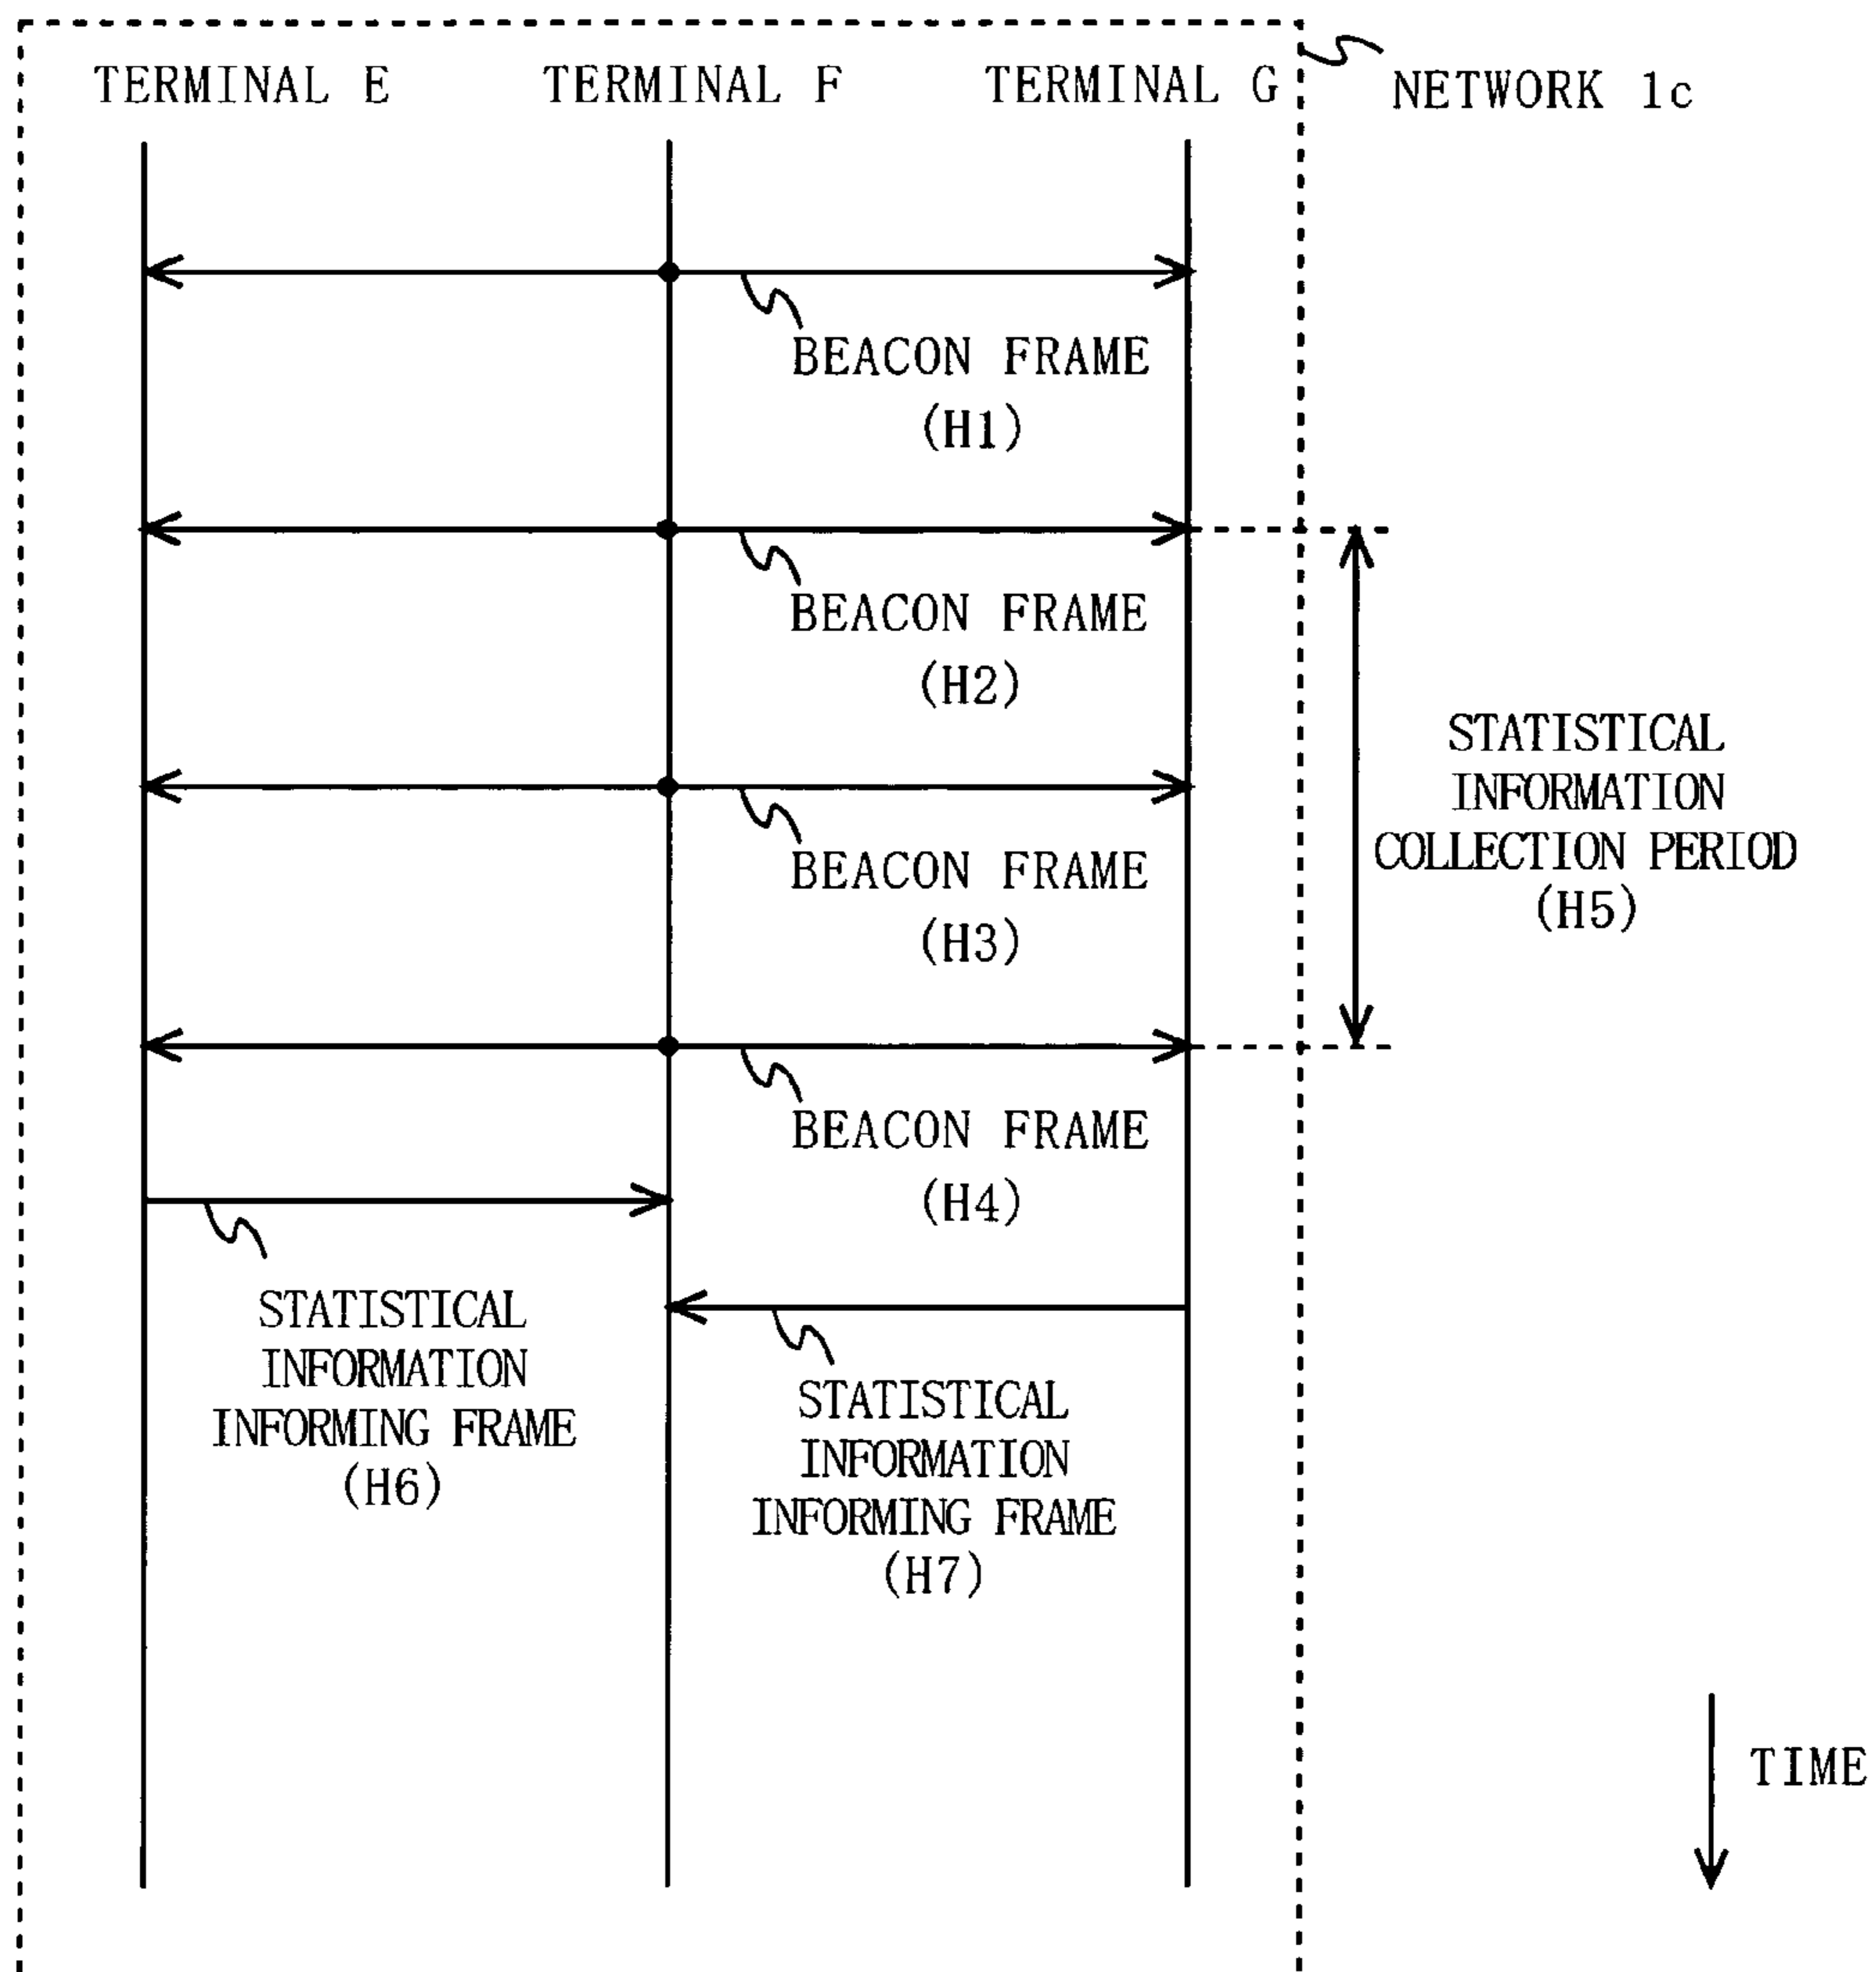 TERMINAL E
TERMINAL F
TERMINAL G
NETWORK 1c
BEACON FRAME
(H1)
BEACON FRAME
(H2)
STATISTICAL
INFORMATION
COLLECTION PERIOD
(H5)
BEACON FRAME
(H3)
BEACON FRAME
(H4)
STATISTICAL
INFORMATION
INFORMING FRAME
(H6)
STATISTICAL
INFORMATION
INFORMING FRAME
(H7)
TIME